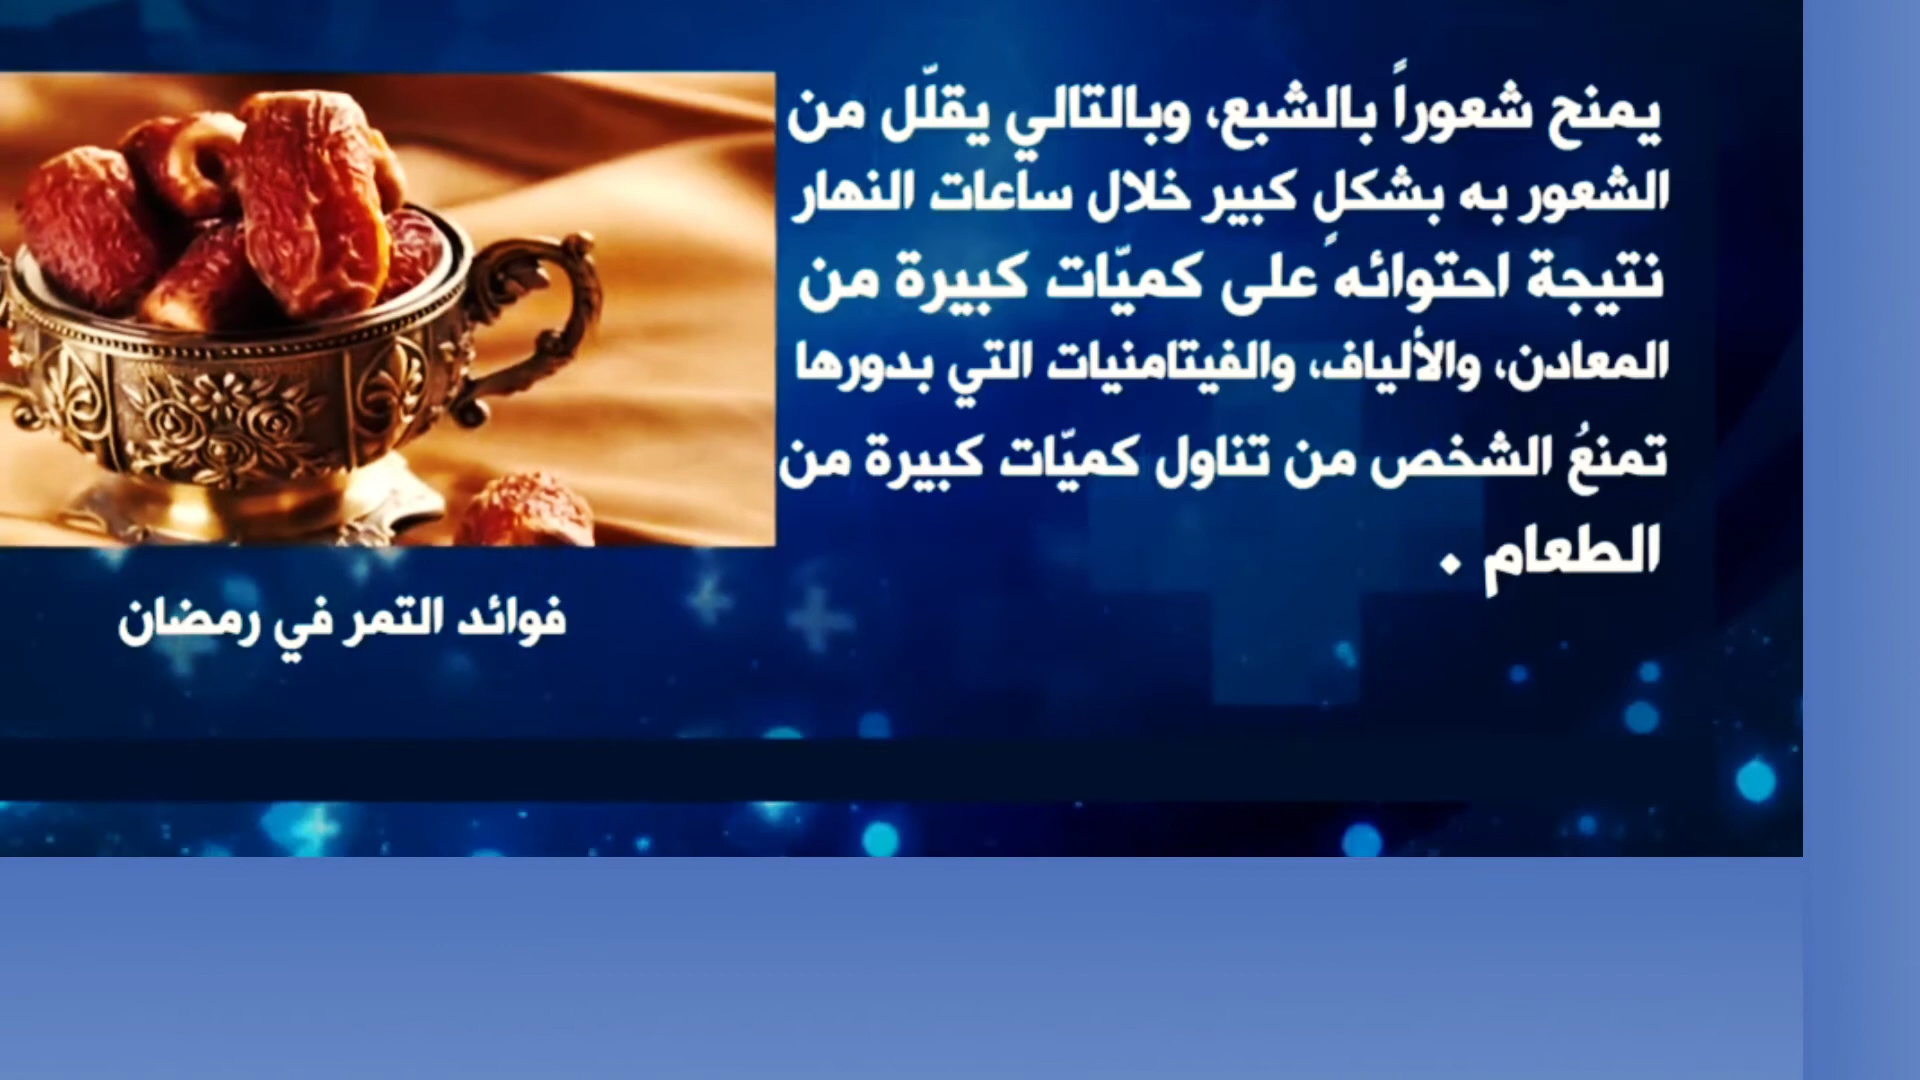 يمنح شعوراً بالشبع، وبالتالي يقلّل من
الشعور به بشكلٍ كبير خلال ساعات النهار
نتيجة احتوائه على كميّات كبيرة من
المعادن، والألياف، والفيتامنيات التي بدورها
تمنعُ الشخص من تناول كميّات كبيرة من
الطعام .
فوائد التمر في رمضان